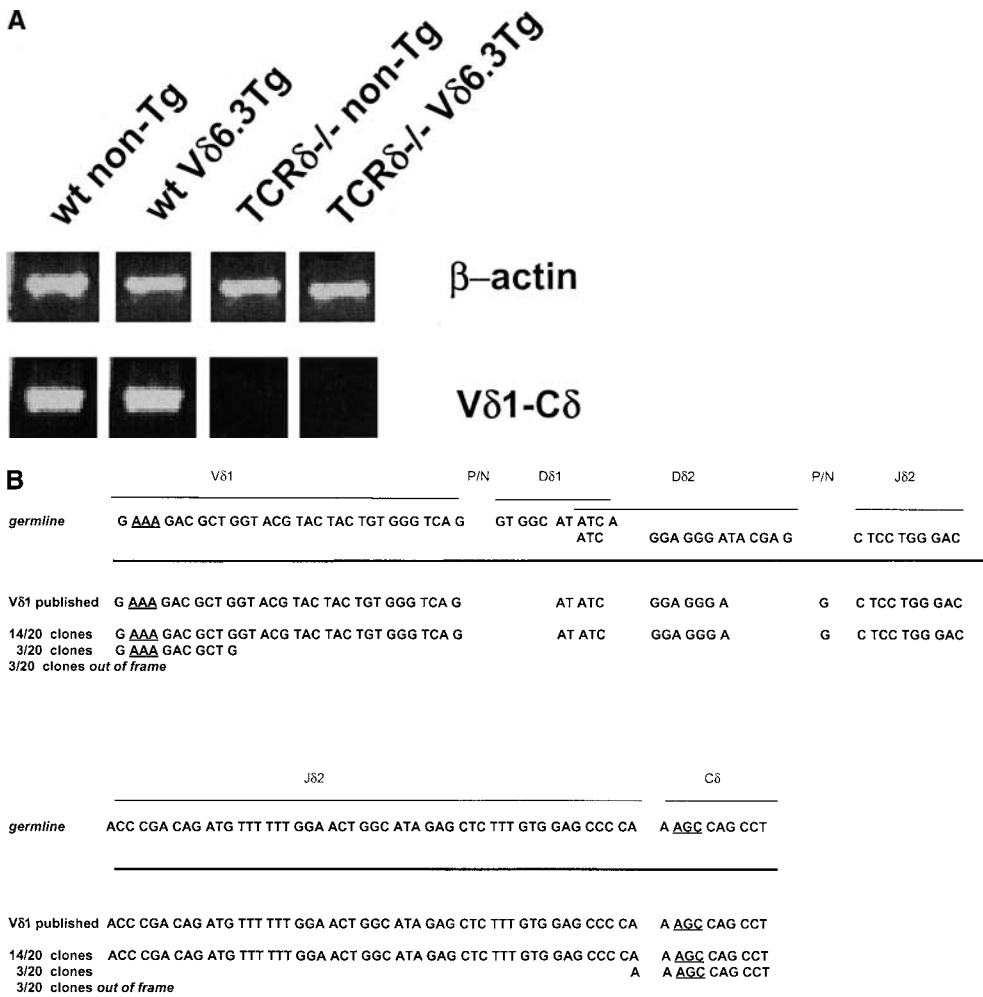 A
wt non-Tg
wt Vδ6.3Tg
TCRδ-/- non-Tg
TCRδ-/- Vδ6.3Tg
β–actin
Vδ1-Cδ
B
Vδ1 P/N Dδ1 Dδ2 P/N Jδ2
germline G AAA GAC GCT GGT ACG TAC TAC TGT GGG TCA G GT GGC AT ATC A
ATC GGA GGG ATA CGA G C TCC TGG GAC
Vδ1 published G AAA GAC GCT GGT ACG TAC TAC TGT GGG TCA G AT ATC GGA GGG A G C TCC TGG GAC
14/20 clones G AAA GAC GCT GGT ACG TAC TAC TGT GGG TCA G AT ATC GGA GGG A G C TCC TGG GAC
3/20 clones G AAA GAC GCT G
3/20 clones out of frame
Jδ2 Cδ
germline ACC CGA CAG ATG TTT TTT GGA ACT GGC ATA GAG CTC TTT GTG GAG CCC CA A AGC CAG CCT
Vδ1 published ACC CGA CAG ATG TTT TTT GGA ACT GGC ATA GAG CTC TTT GTG GAG CCC CA A AGC CAG CCT
14/20 clones ACC CGA CAG ATG TTT TTT GGA ACT GGC ATA GAG CTC TTT GTG GAG CCC CA A AGC CAG CCT
3/20 clones A A AGC CAG CCT
3/20 clones out of frame